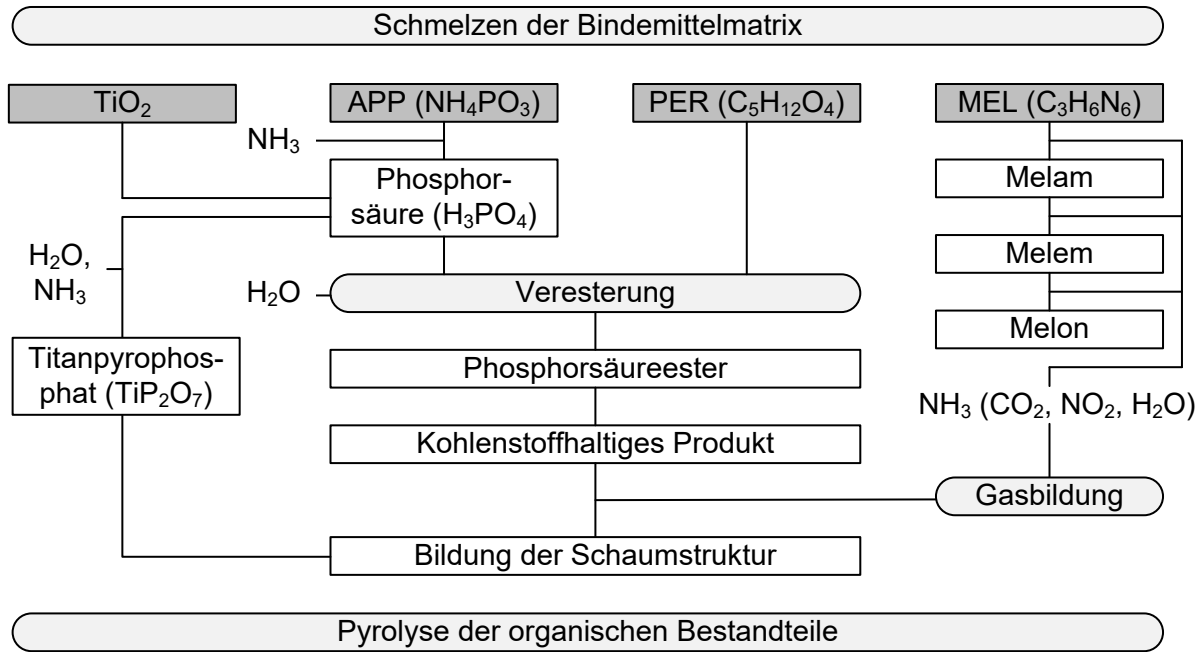 Schmelzen der Bindemittelmatrix
TiO₂
APP (NH₄PO₃)
PER (C₅H₁₂O₄)
MEL (C₃H₆N₆)
NH₃
Phosphor-
säure (H₃PO₄)
Melam
H₂O,
NH₃
Melem
H₂O
Veresterung
Melon
Titanpyrophos-
phat (TiP₂O₇)
Phosphorsäureester
NH₃ (CO₂, NO₂, H₂O)
Kohlenstoffhaltiges Produkt
Gasbildung
Bildung der Schaumstruktur
Pyrolyse der organischen Bestandteile